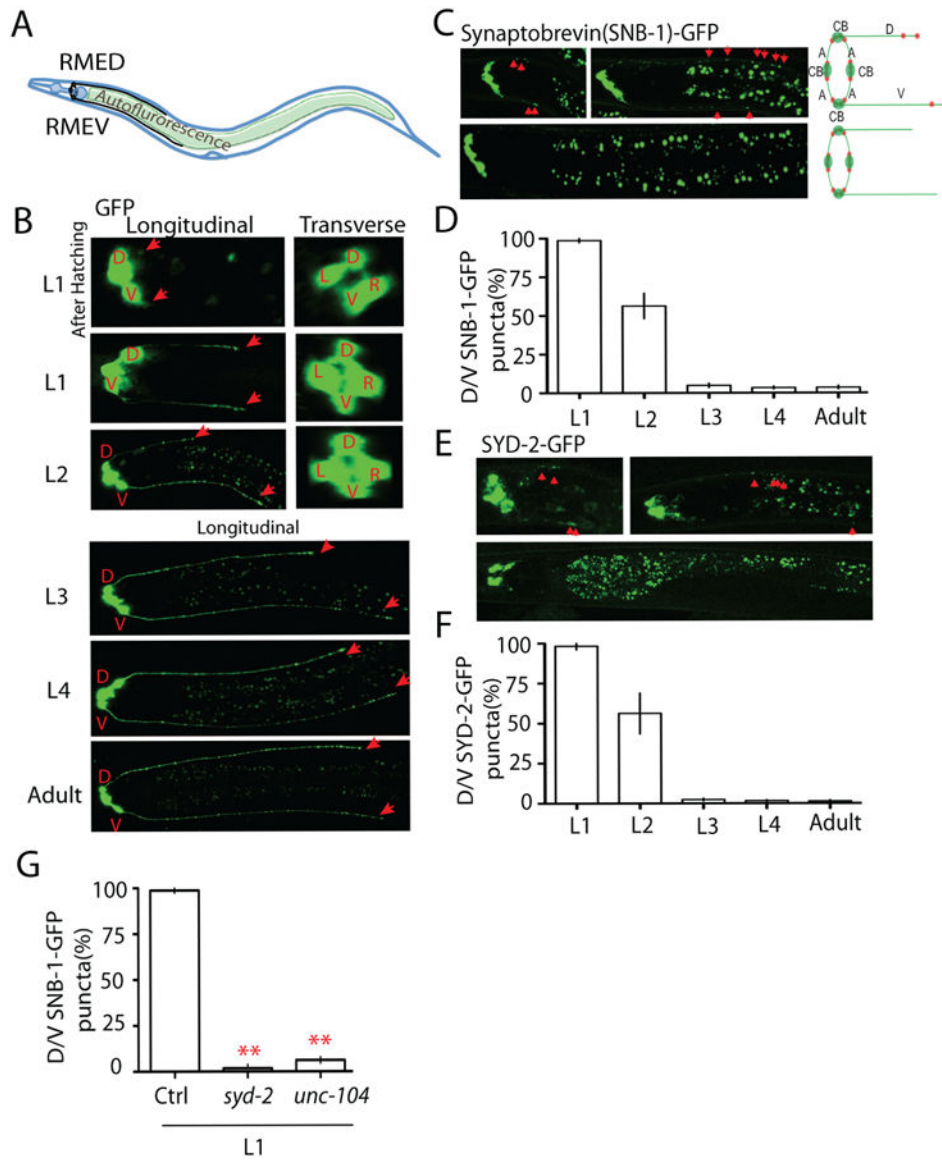 A
RMED
RMEV
Autoflurorescence
B
GFP
Longitudinal
Transverse
After Hatching
L1
D
V
D
L
R
V
L1
D
V
D
L
R
V
L2
D
V
D
L
R
V
Longitudinal
L3
D
V
L4
D
V
Adult
D
V
C
Synaptobrevin(SNB-1)-GFP
CB
D
A
A
CB
CB
A
A
V
CB
D
D/V SNB-1-GFP
puncta(%)
100
75
50
25
0
L1
L2
L3
L4
Adult
E
SYD-2-GFP
F
D/V SYD-2-GFP
puncta(%)
100
75
50
25
0
L1
L2
L3
L4
Adult
G
D/V SNB-1-GFP
puncta(%)
100
75
50
25
0
**
**
Ctrl
syd-2
unc-104
L1